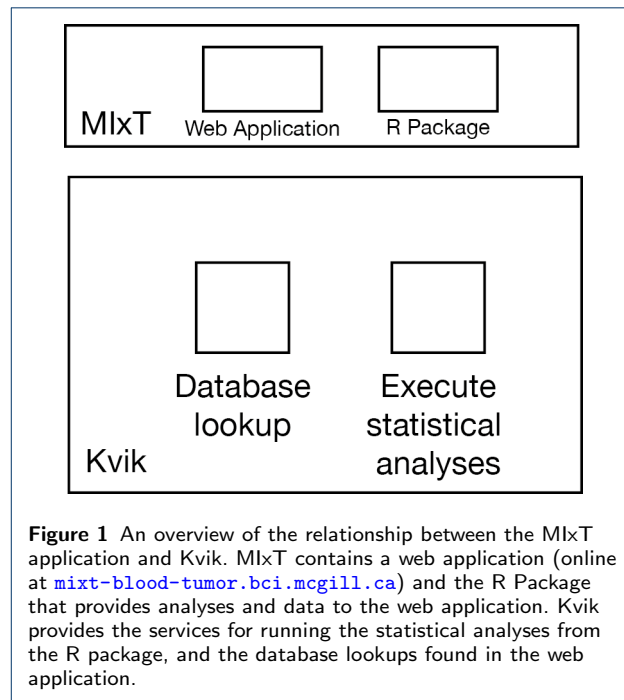 MIxT
Web Application
R Package
Database
lookup
Execute
statistical
analyses
Kvik
Figure 1 An overview of the relationship between the MIxT
application and Kvik. MIxT contains a web application (online
at mixt-blood-tumor.bci.mcgill.ca) and the R Package
that provides analyses and data to the web application. Kvik
provides the services for running the statistical analyses from
the R package, and the database lookups found in the web
application.